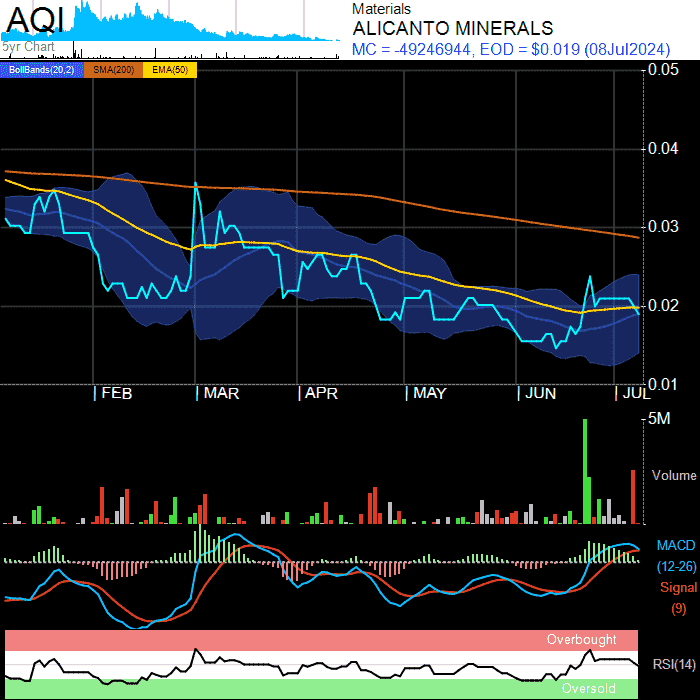 AQI
5yr Chart
Materials
ALICANTO MINERALS
MC = -49246944, EOD = $0.019 (08Jul2024)
BollBands(20,2) SMA(200) EMA(50)
0.05
0.04
0.03
0.02
0.01
| FEB | MAR | APR | MAY | JUN | JUL
5M
Volume
MACD
(12-26)
Signal
(9)
Overbought
RSI(14)
Oversold